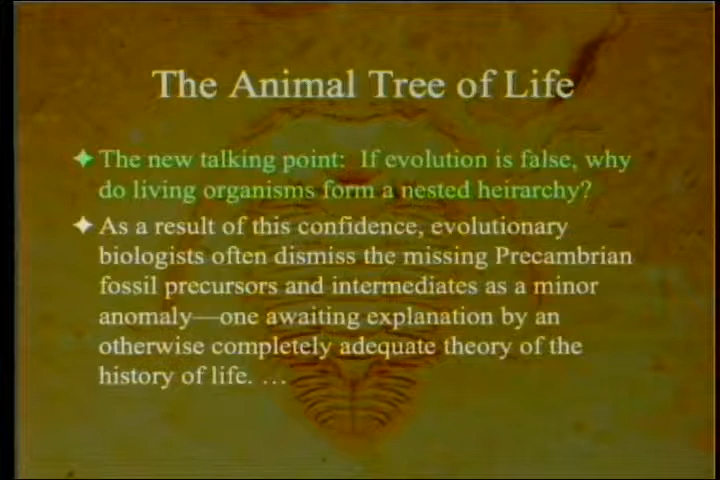 The Animal Tree of Life
The new talking point: If evolution is false, why
do living organisms form a nested heirarchy?
As a result of this confidence, evolutionary
biologists often dismiss the missing Precambrian
fossil precursors and intermediates as a minor
anomaly—one awaiting explanation by an
otherwise completely adequate theory of the
history of life. …